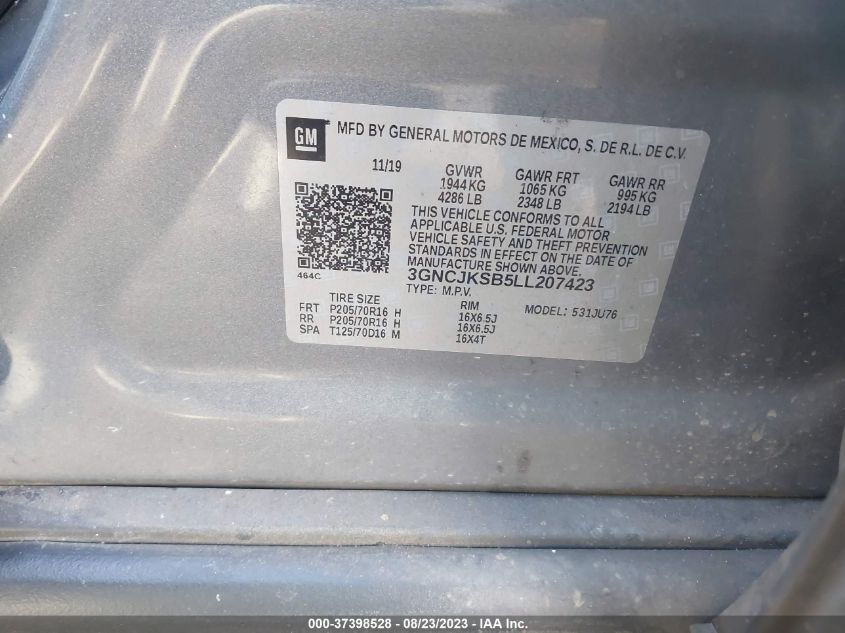 GM
MFD BY GENERAL MOTORS DE MEXICO, S. DE R.L. DE C.V.
11/19 GVWR GAWR FRT GAWR RR
1944 KG 1065 KG 995 KG
4286 LB 2348 LB 2194 LB
THIS VEHICLE CONFORMS TO ALL
APPLICABLE U.S. FEDERAL MOTOR
VEHICLE SAFETY AND THEFT PREVENTION
STANDARDS IN EFFECT ON THE DATE OF
MANUFACTURE SHOWN ABOVE.
464C 3GNCJKSB5LL207423
TYPE: M.P.V.
TIRE SIZE RIM MODEL: 531JU76
FRT P205/70R16 H 16X6.5J
RR P205/70R16 H 16X6.5J
SPA T125/70D16 M 16X4T
000-37398528 / 08/23/2023 - IAA Inc.